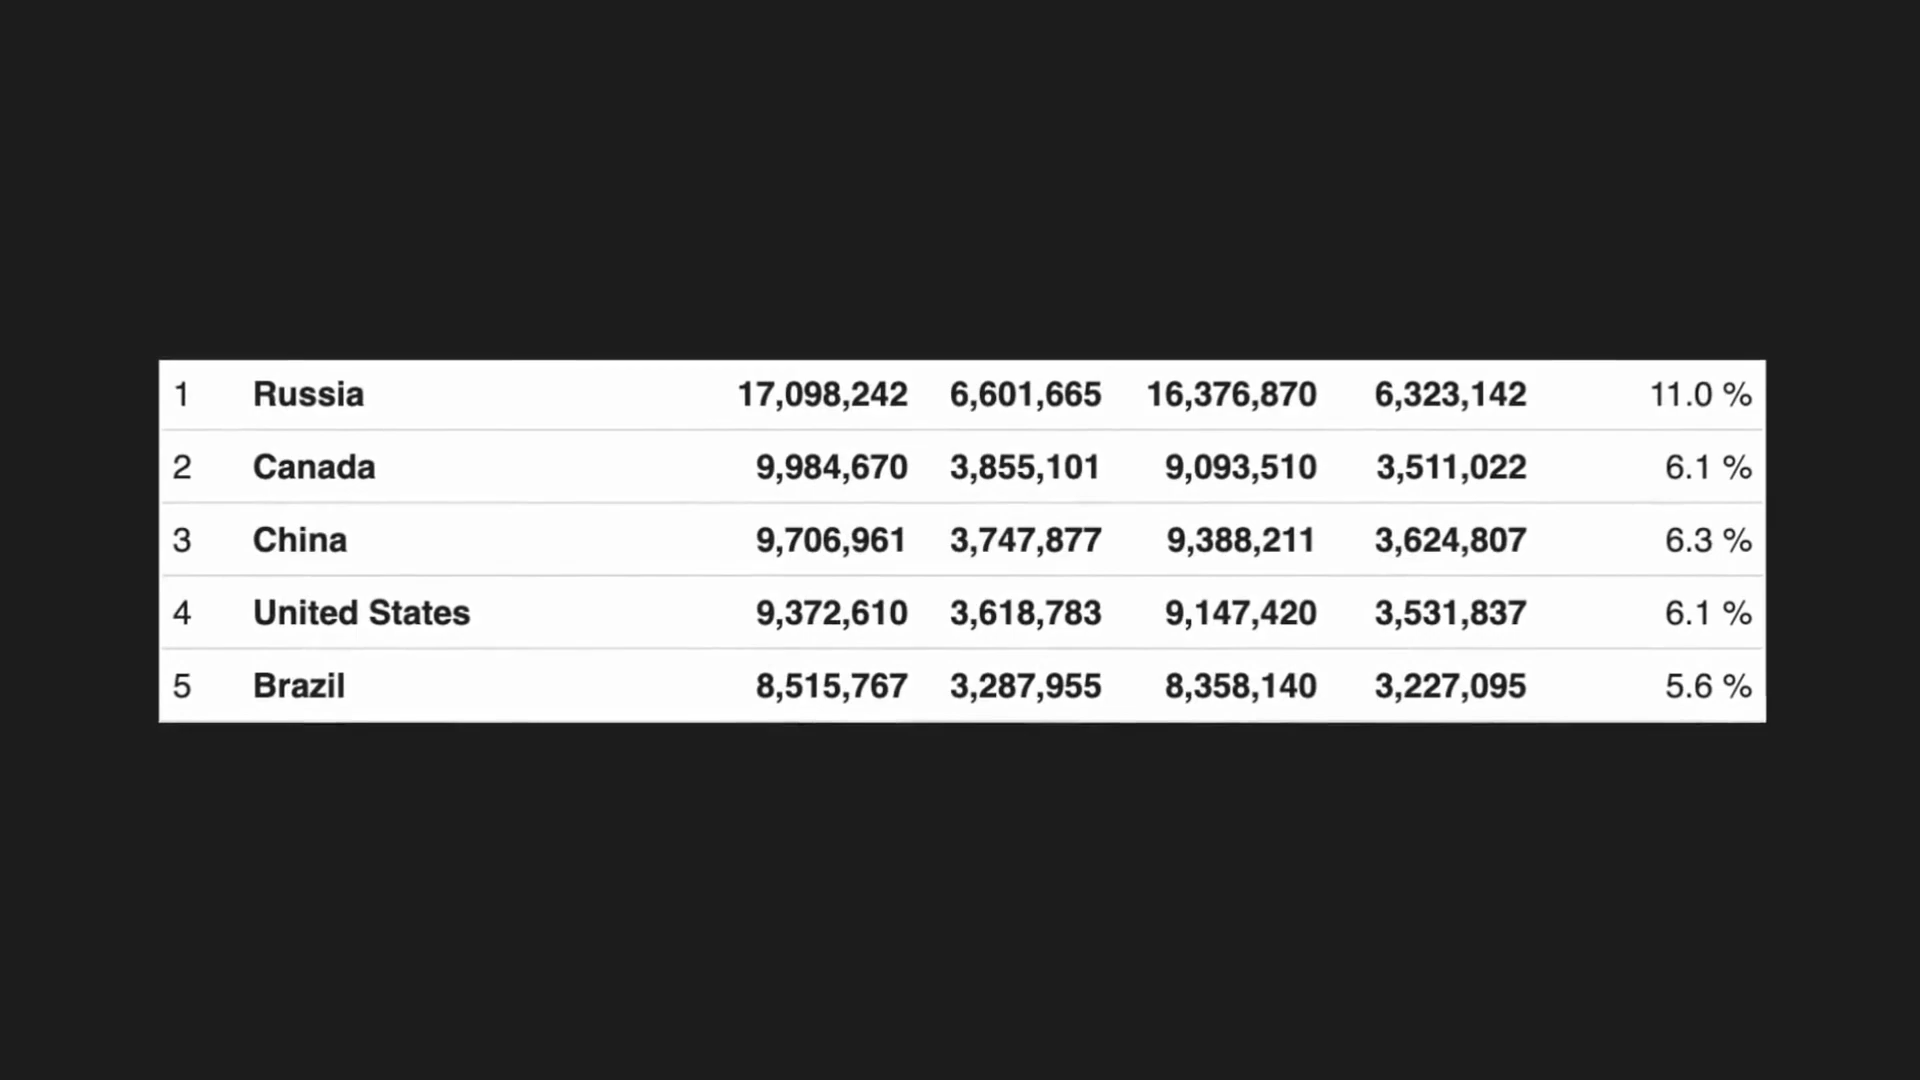 1 Russia 17,098,242 6,601,665 16,376,870 6,323,142 11.0 %
2 Canada 9,984,670 3,855,101 9,093,510 3,511,022 6.1 %
3 China 9,706,961 3,747,877 9,388,211 3,624,807 6.3 %
4 United States 9,372,610 3,618,783 9,147,420 3,531,837 6.1 %
5 Brazil 8,515,767 3,287,955 8,358,140 3,227,095 5.6 %